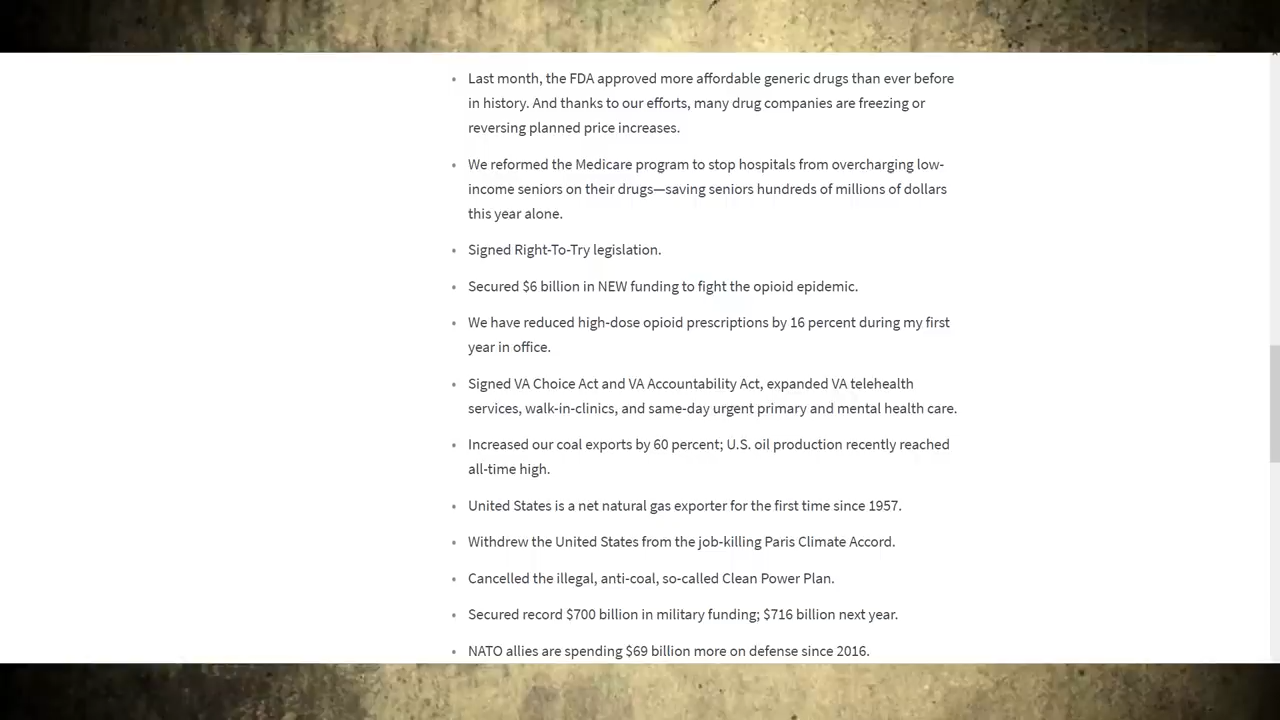 • Last month, the FDA approved more affordable generic drugs than ever before
in history. And thanks to our efforts, many drug companies are freezing or
reversing planned price increases.
• We reformed the Medicare program to stop hospitals from overcharging low-
income seniors on their drugs—saving seniors hundreds of millions of dollars
this year alone.
• Signed Right-To-Try legislation.
• Secured $6 billion in NEW funding to fight the opioid epidemic.
• We have reduced high-dose opioid prescriptions by 16 percent during my first
year in office.
• Signed VA Choice Act and VA Accountability Act, expanded VA telehealth
services, walk-in-clinics, and same-day urgent primary and mental health care.
• Increased our coal exports by 60 percent; U.S. oil production recently reached
all-time high.
• United States is a net natural gas exporter for the first time since 1957.
• Withdrew the United States from the job-killing Paris Climate Accord.
• Cancelled the illegal, anti-coal, so-called Clean Power Plan.
• Secured record $700 billion in military funding; $716 billion next year.
• NATO allies are spending $69 billion more on defense since 2016.